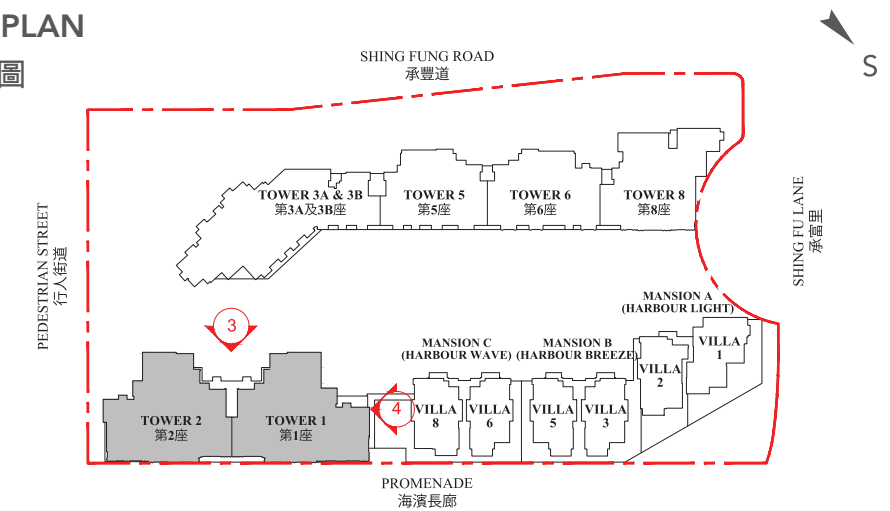 PLAN
圖
S
SHING FUNG ROAD
承豐道
PEDESTRIAN STREET
行人街道
SHING FU LANE
承富里
TOWER 3A & 3B
第3A及3B座
TOWER 5
第5座
TOWER 6
第6座
TOWER 8
第8座
MANSION A
(HARBOUR LIGHT)
MANSION C
(HARBOUR WAVE)
MANSION B
(HARBOUR BREEZE)
3
4
VILLA
1
VILLA
2
VILLA
8
VILLA
6
VILLA
5
VILLA
3
TOWER 2
第2座
TOWER 1
第1座
PROMENADE
海濱長廊